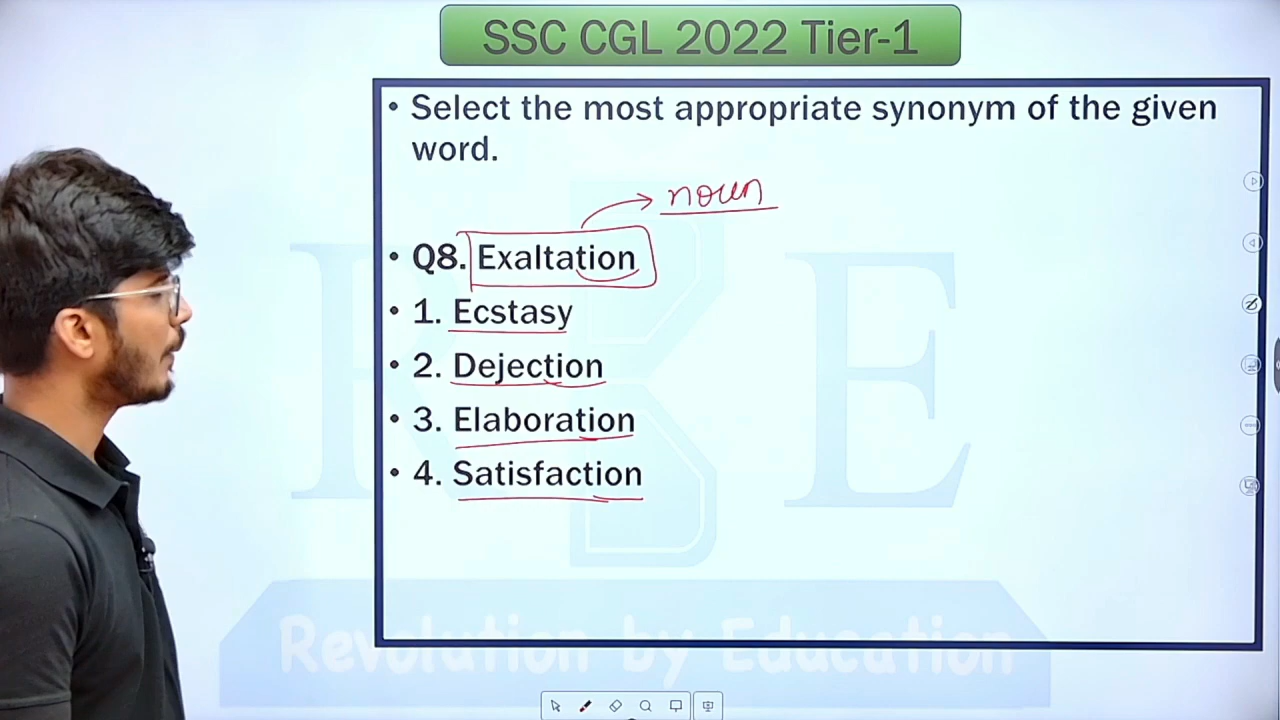 SSC CGL 2022 Tier-1
• Select the most appropriate synonym of the given
word.
noun
• Q8. Exaltation
• 1. Ecstasy
• 2. Dejection
• 3. Elaboration
• 4. Satisfaction
RBE
Revolution by Education